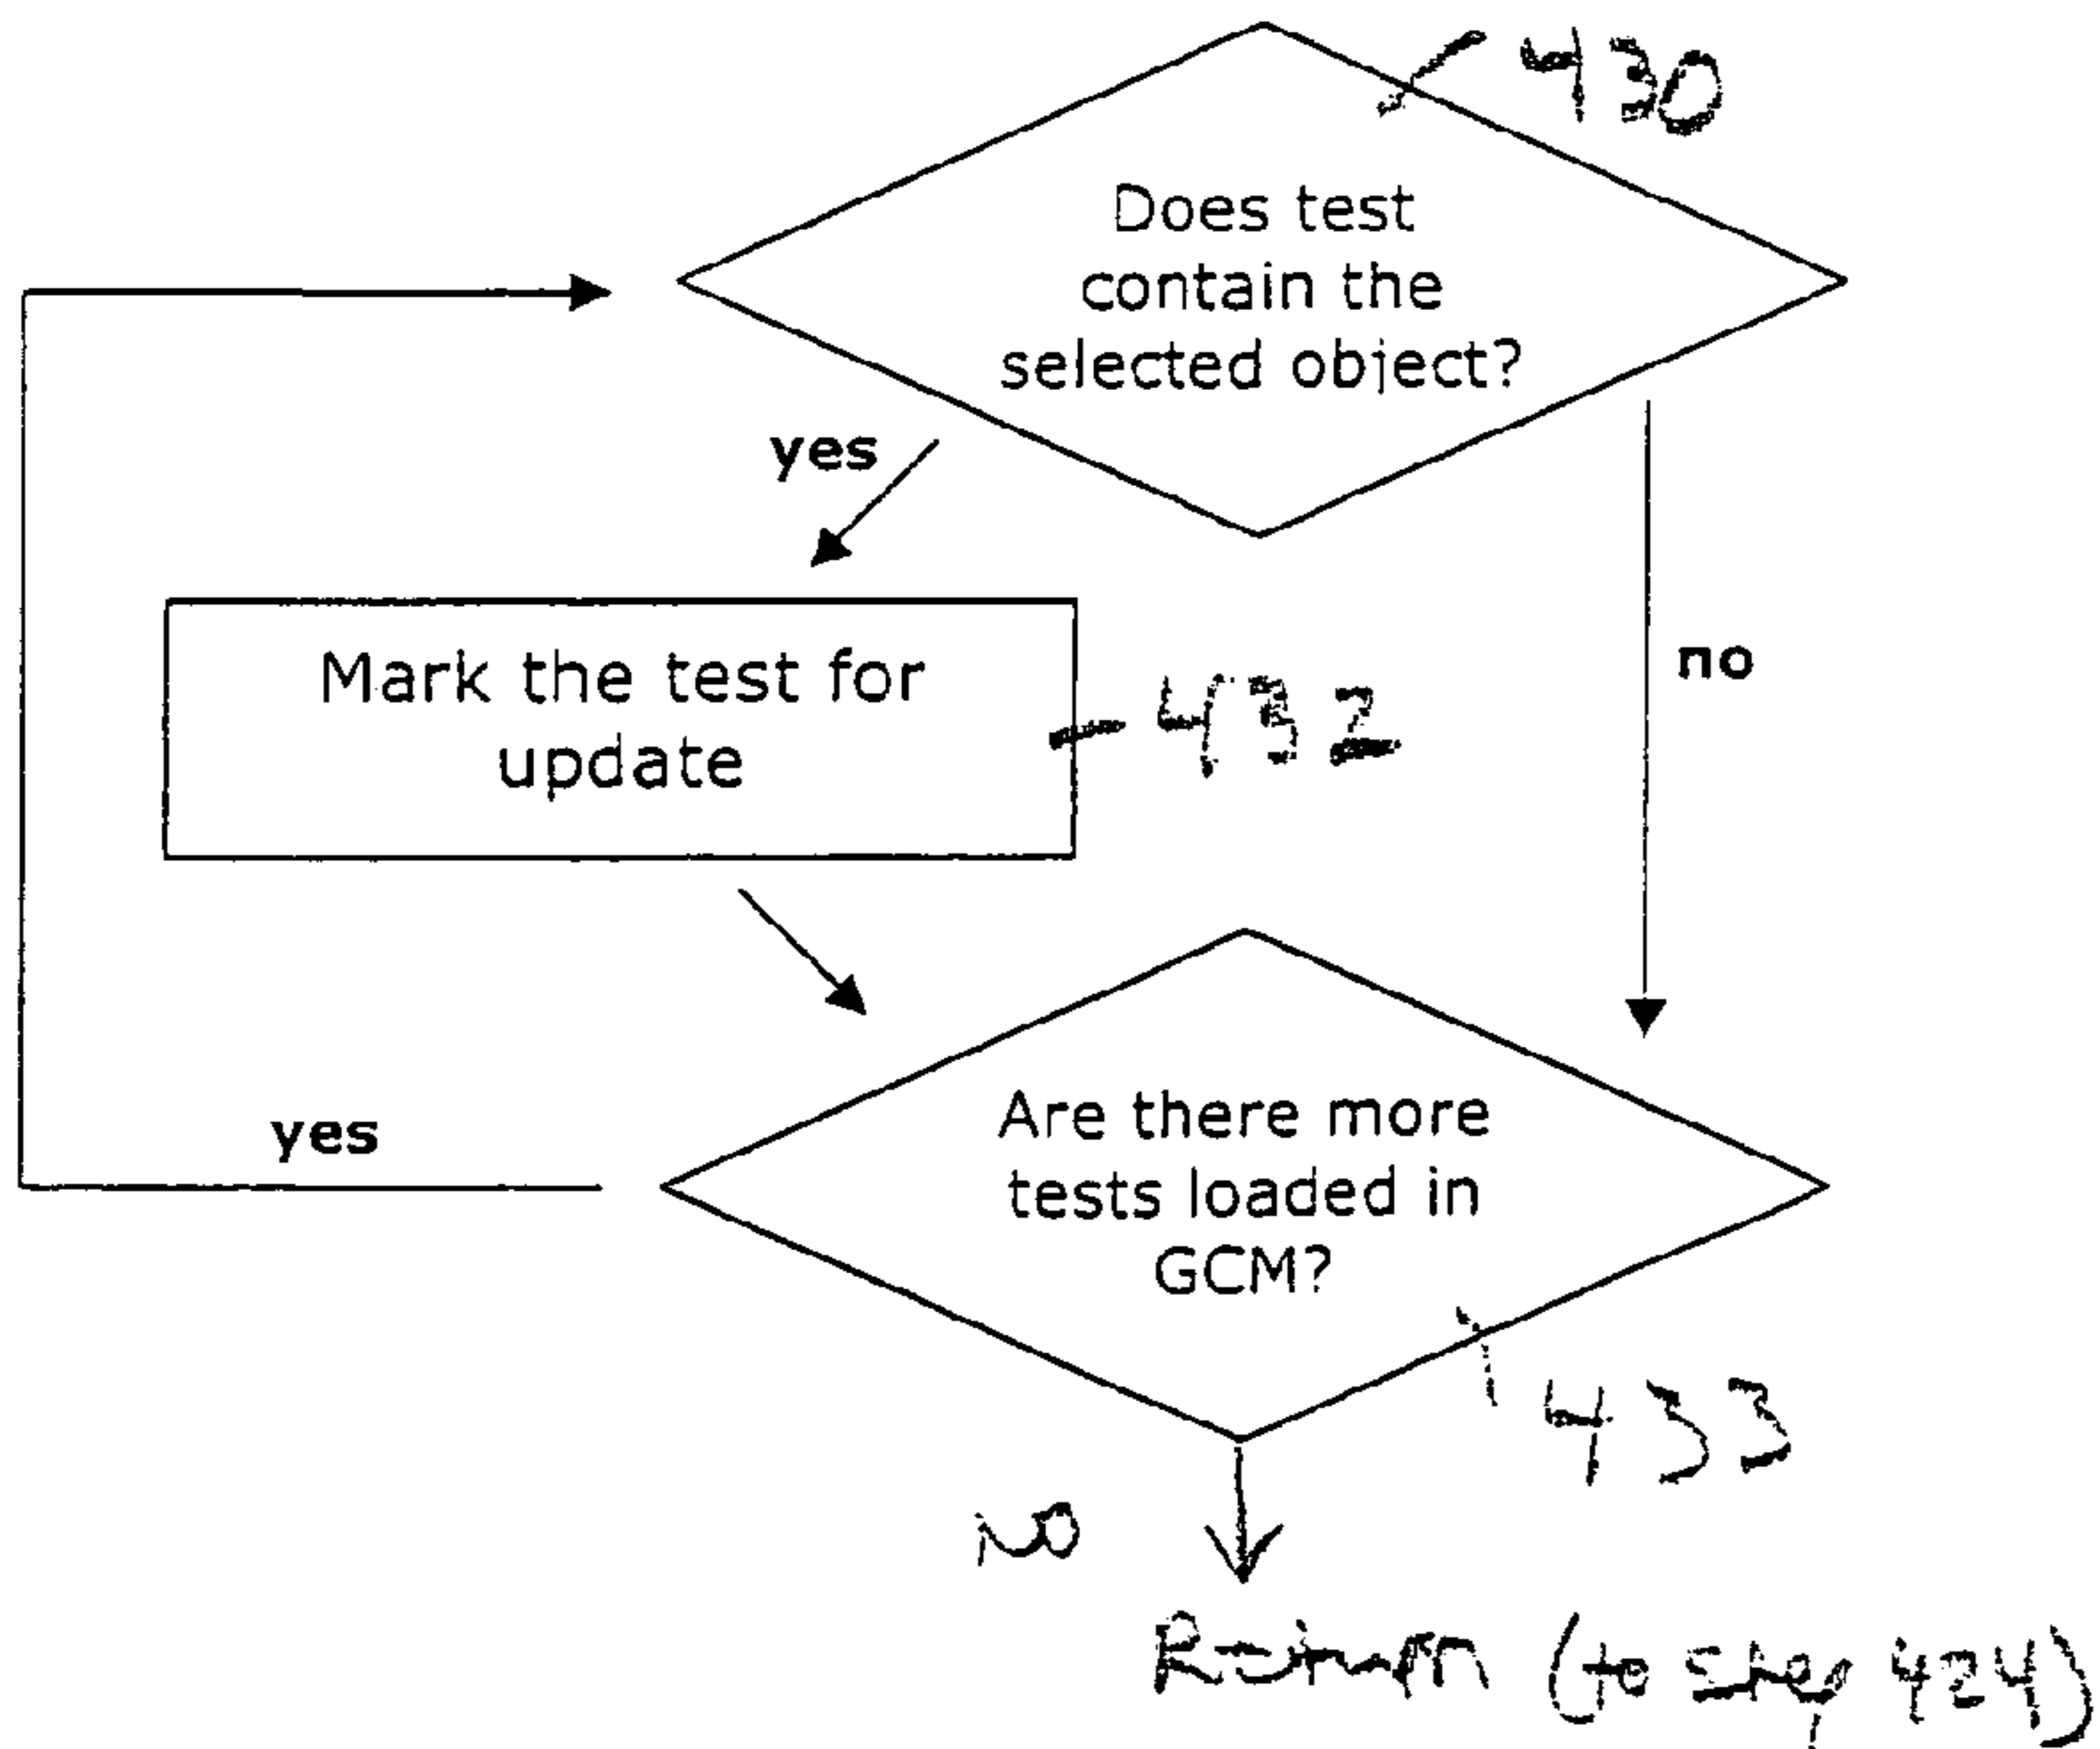 430
Does test
contain the
selected object?
yes
no
Mark the test for
update
432
Are there more
tests loaded in
GCM?
yes
433
NO
Return (to step 424)